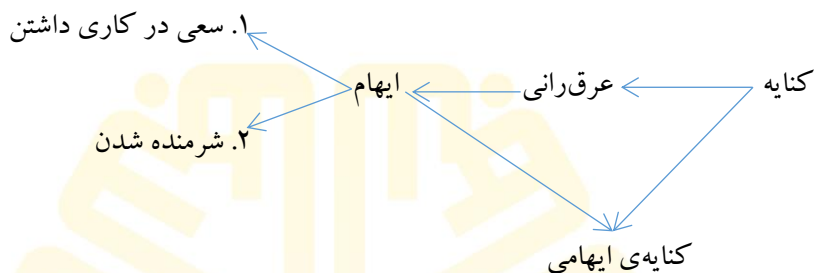 ۱. سعی در کاری داشتن
کنایه عرق‌رانی ایهام
۲. شرمنده شدن
کنایه‌ی ایهامی